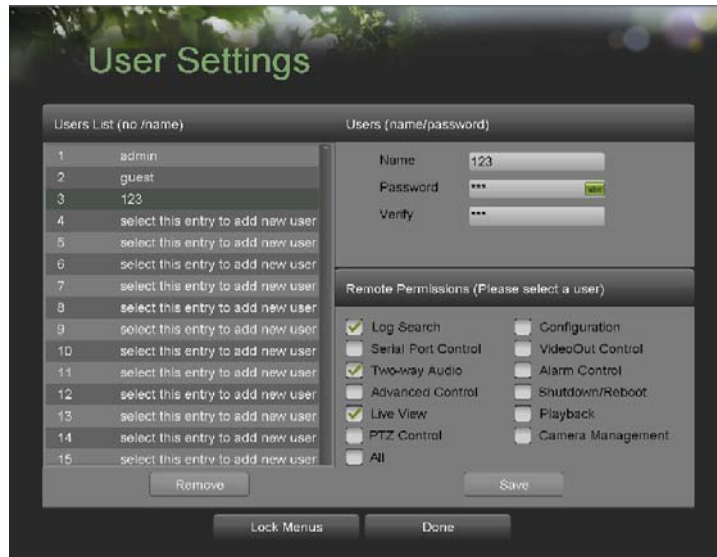 User Settings
Users List (no /name)
1 admin
2 guest
3 123
4 select this entry to add new user
5 select this entry to add new user
6 select this entry to add new user
7 select this entry to add new user
8 select this entry to add new user
9 select this entry to add new user
10 select this entry to add new user
11 select this entry to add new user
12 select this entry to add new user
13 select this entry to add new user
14 select this entry to add new user
15 select this entry to add new user
Remove
Users (name/password)
Name 123
Password ***
Verify ***
Remote Permissions (Please select a user)
Log Search Configuration
Serial Port Control VideoOut Control
Two-way Audio Alarm Control
Advanced Control Shutdown/Reboot
Live View Playback
PTZ Control Camera Management
All
Save
Lock Menus Done